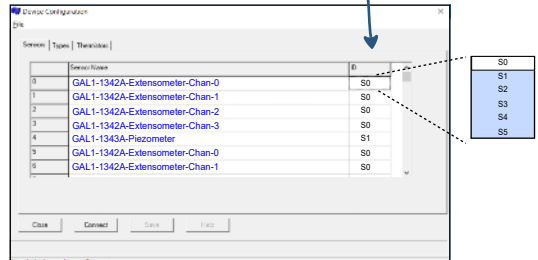 Device Configuration
File
Sensors Types Thermistors
Sensor Name ID
0 GAL1-1342A-Extensometer-Chan-0 S0
1 GAL1-1342A-Extensometer-Chan-1 S0
2 GAL1-1342A-Extensometer-Chan-2 S0
3 GAL1-1342A-Extensometer-Chan-3 S0
4 GAL1-1343A-Piezometer S1
5 GAL1-1342A-Extensometer-Chan-0 S0
6 GAL1-1342A-Extensometer-Chan-1 S0
Close Connect Save Help
S0
S1
S2
S3
S4
S5